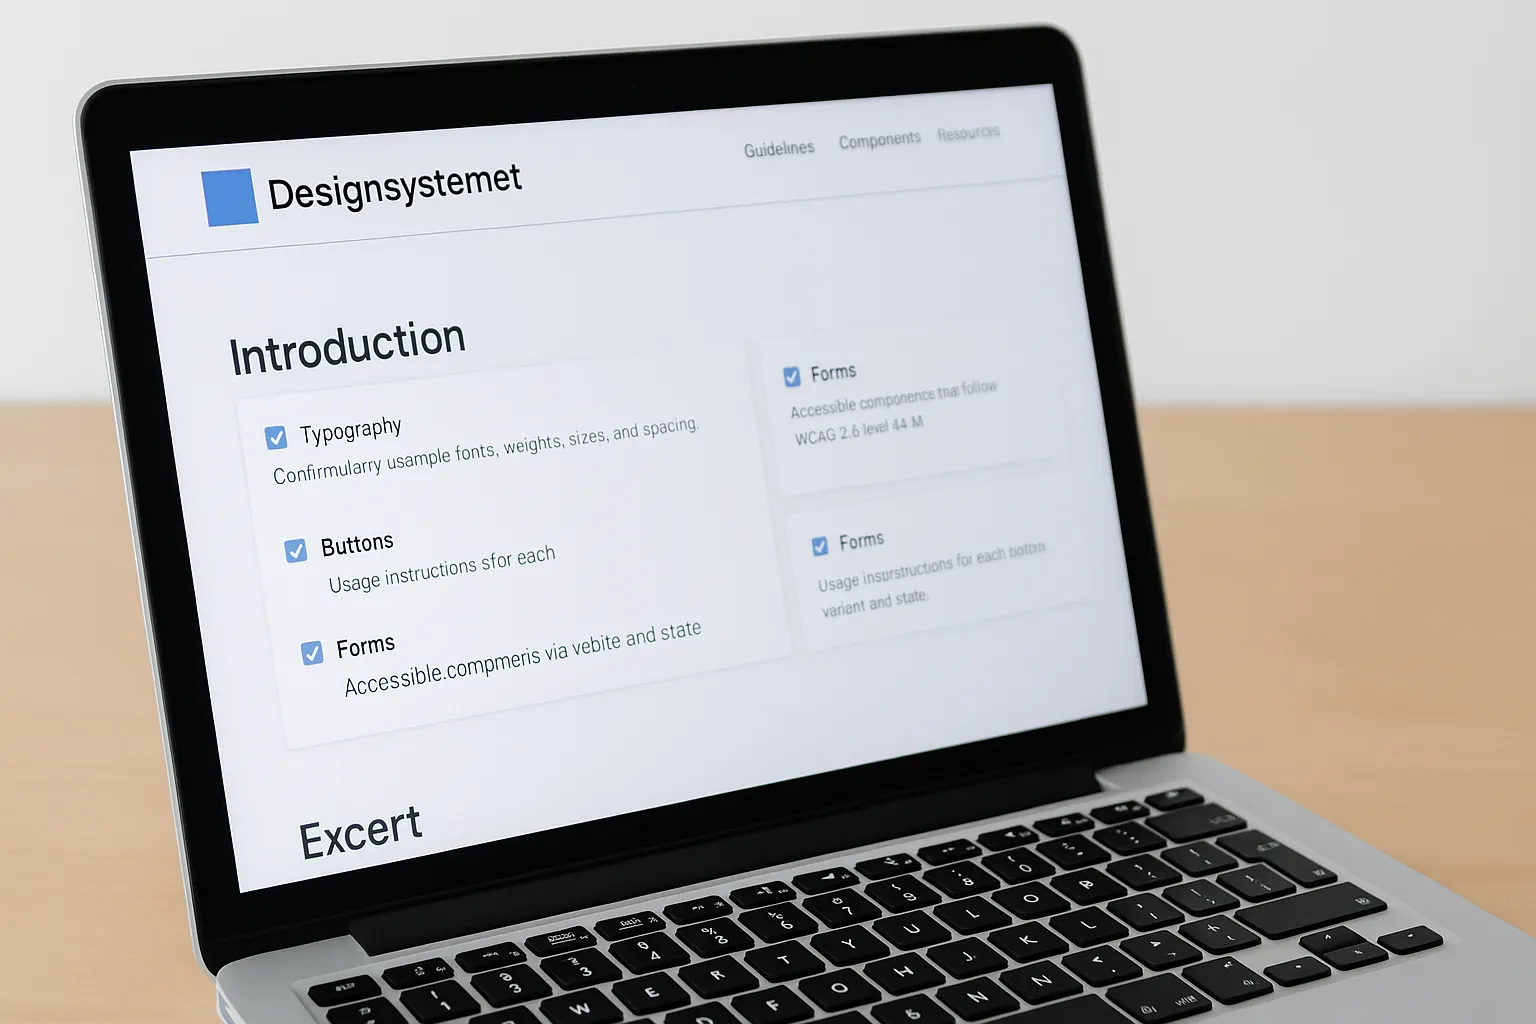 Designsystemet
Guidelines Components Resources
Introduction
Typography
Confirmularry usample fonts, weights, sizes, and spacing.
Buttons
Usage instructions sfor each
Forms
Accessible.compmeris via vebite and state
Forms
Accessible componence follow
WCAG 2.6 level 44 M
Forms
Usage insurstructions for each
variant and state.
Excert